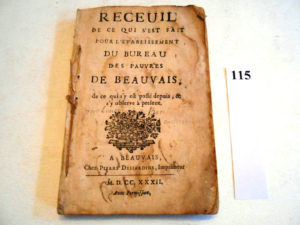 RECEUIL
DE CE QUI S'EST FAIT
POUR L'ETABLISSEMENT
DU BUREAU
DES PAUVRES
DE BEAUVAIS,
de ce qui s'y est passé depuis, &
s'y observe à present.
A BEAUVAIS,
Chez PIERRE DESJARDINS, Imprimeur
M. D. CC. XXXII.
Avec Permission,
115